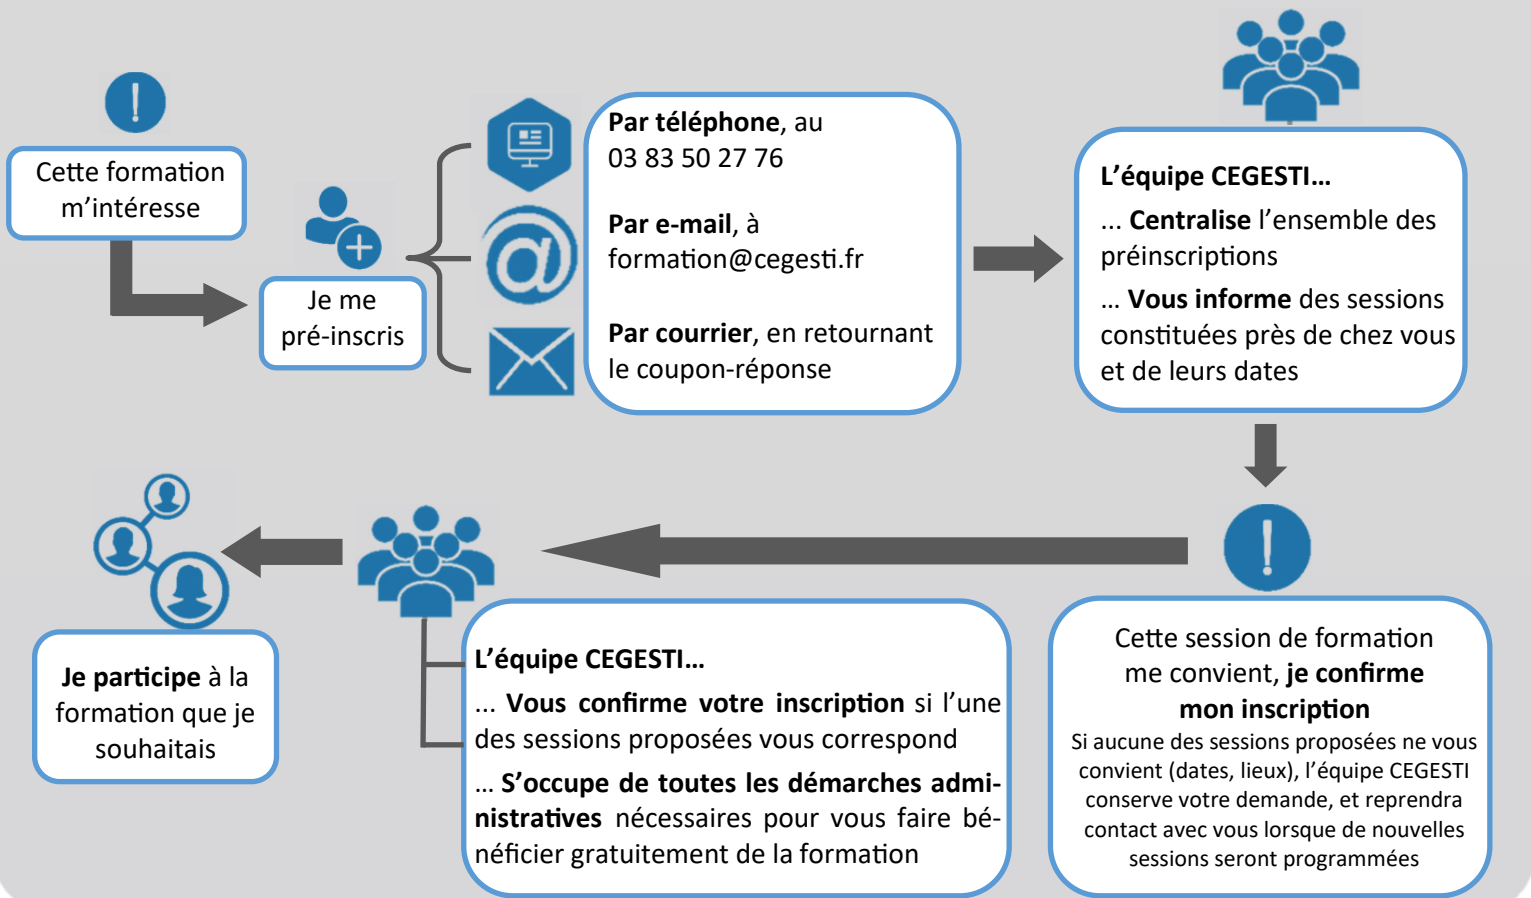 Cette formation
m'intéresse
Je me
pré-inscris
Par téléphone, au
03 83 50 27 76
Par e-mail, à
formation@cegesti.fr
Par courrier, en retournant
le coupon-réponse
L'équipe CEGESTI...
... Centralise l'ensemble des
préinscriptions
... Vous informe des sessions
constituées près de chez vous
et de leurs dates
Cette session de formation
me convient, je confirme
mon inscription
Si aucune des sessions proposées ne vous
convient (dates, lieux), l'équipe CEGESTI
conserve votre demande, et reprendra
contact avec vous lorsque de nouvelles
sessions seront programmées
L'équipe CEGESTI...
... Vous confirme votre inscription si l'une
des sessions proposées vous correspond
... S'occupe de toutes les démarches admi-
nistratives nécessaires pour vous faire bé-
néficier gratuitement de la formation
Je participe à la
formation que je
souhaitais